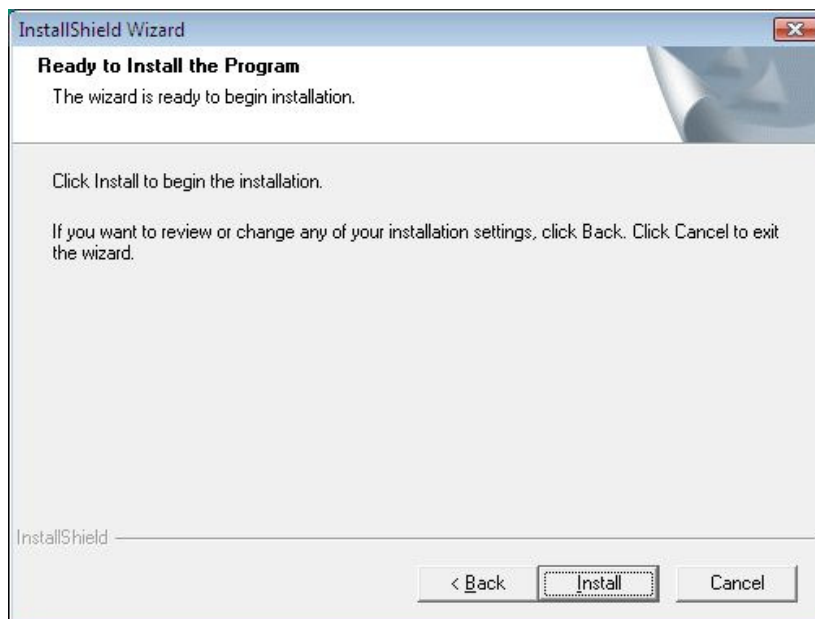 InstallShield Wizard
Ready to Install the Program
The wizard is ready to begin installation.
Click Install to begin the installation.
If you want to review or change any of your installation settings, click Back. Click Cancel to exit
the wizard.
InstallShield
< Back Install Cancel